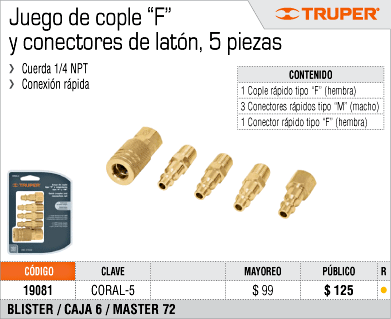 Juego de cople “F”
y conectores de latón, 5 piezas
TRUPER®
Cuerda 1/4 NPT
Conexión rápida
CONTENIDO
1 Cople rápido tipo “F” (hembra)
3 Conectores rápidos tipo “M” (macho)
1 Conector rápido tipo “F” (hembra)
TRUPER
CÓDIGO CLAVE MAYOREO PÚBLICO R
19081 CORAL-5 $ 99 $ 125
BLISTER / CAJA 6 / MASTER 72